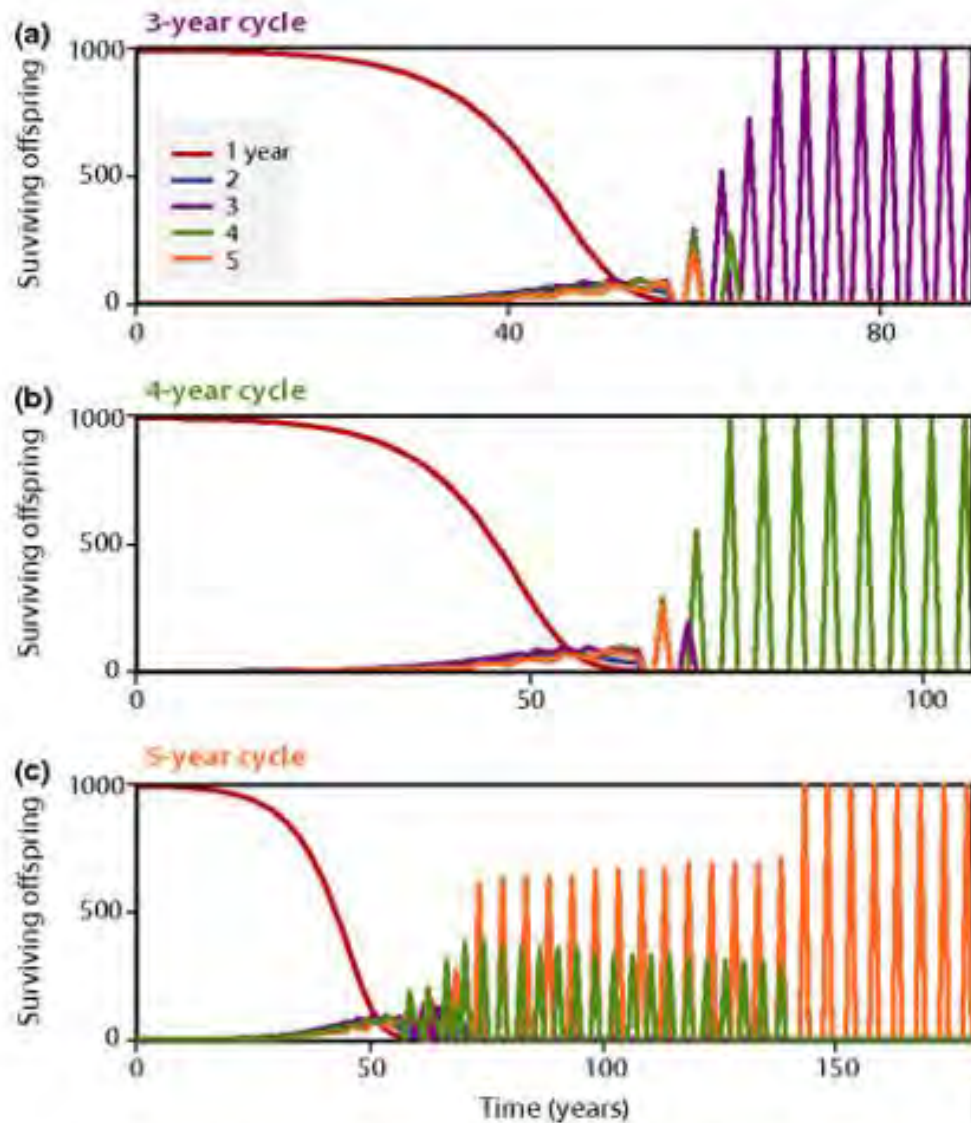 (a) 3-year cycle
1000
500
0
Surviving offspring
1 year
2
3
4
5
0 40 80
(b) 4-year cycle
1000
500
0
Surviving offspring
0 50 100
(c) 5-year cycle
1000
500
0
Surviving offspring
0 50 100 150
Time (years)